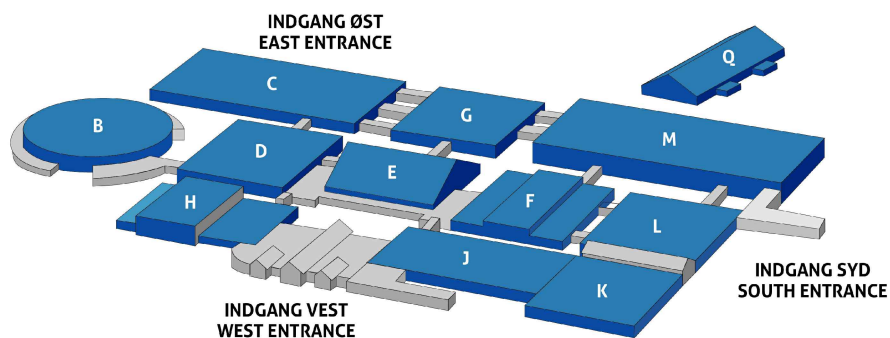 INDGANG ØST
EAST ENTRANCE
Q
C
G
B
M
D
E
H
F
L
J
K
INDGANG SYD
SOUTH ENTRANCE
INDGANG VEST
WEST ENTRANCE